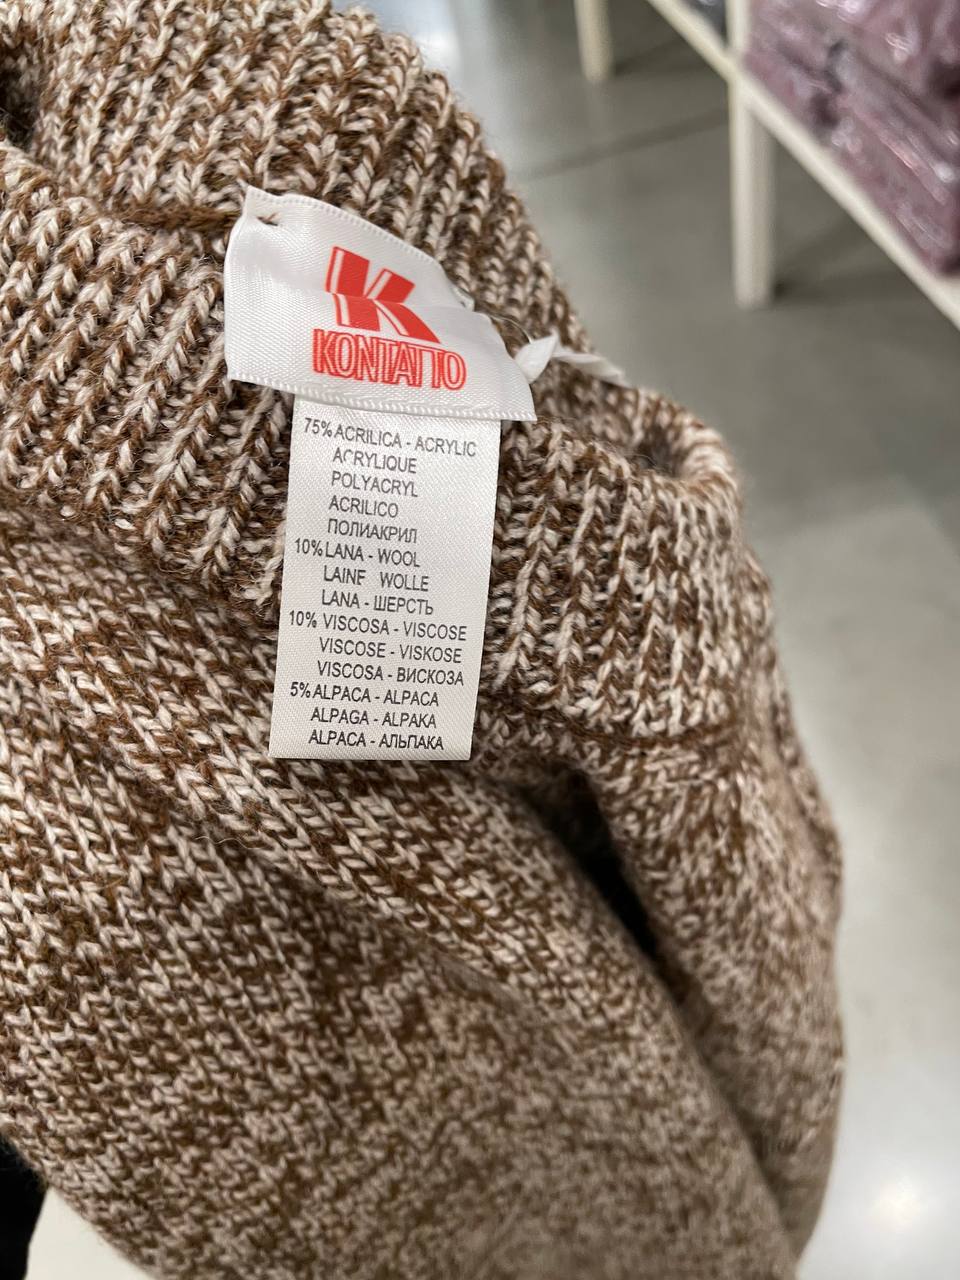 K
KONTATTO
75% ACRILICA - ACRYLIC
ACRYLIQUE
POLYACRYL
ACRILICO
ПОЛИАКРИЛ
10% LANA - WOOL
LAINE WOLLE
LANA - ШЕРСТЬ
10% VISCOSA - VISCOSE
VISCOSE - VISKOSE
VISCOSA - ВИСКОЗА
5% ALPACA - ALPACA
ALPAGA - ALPAKA
ALPACA - АЛЬПАКА